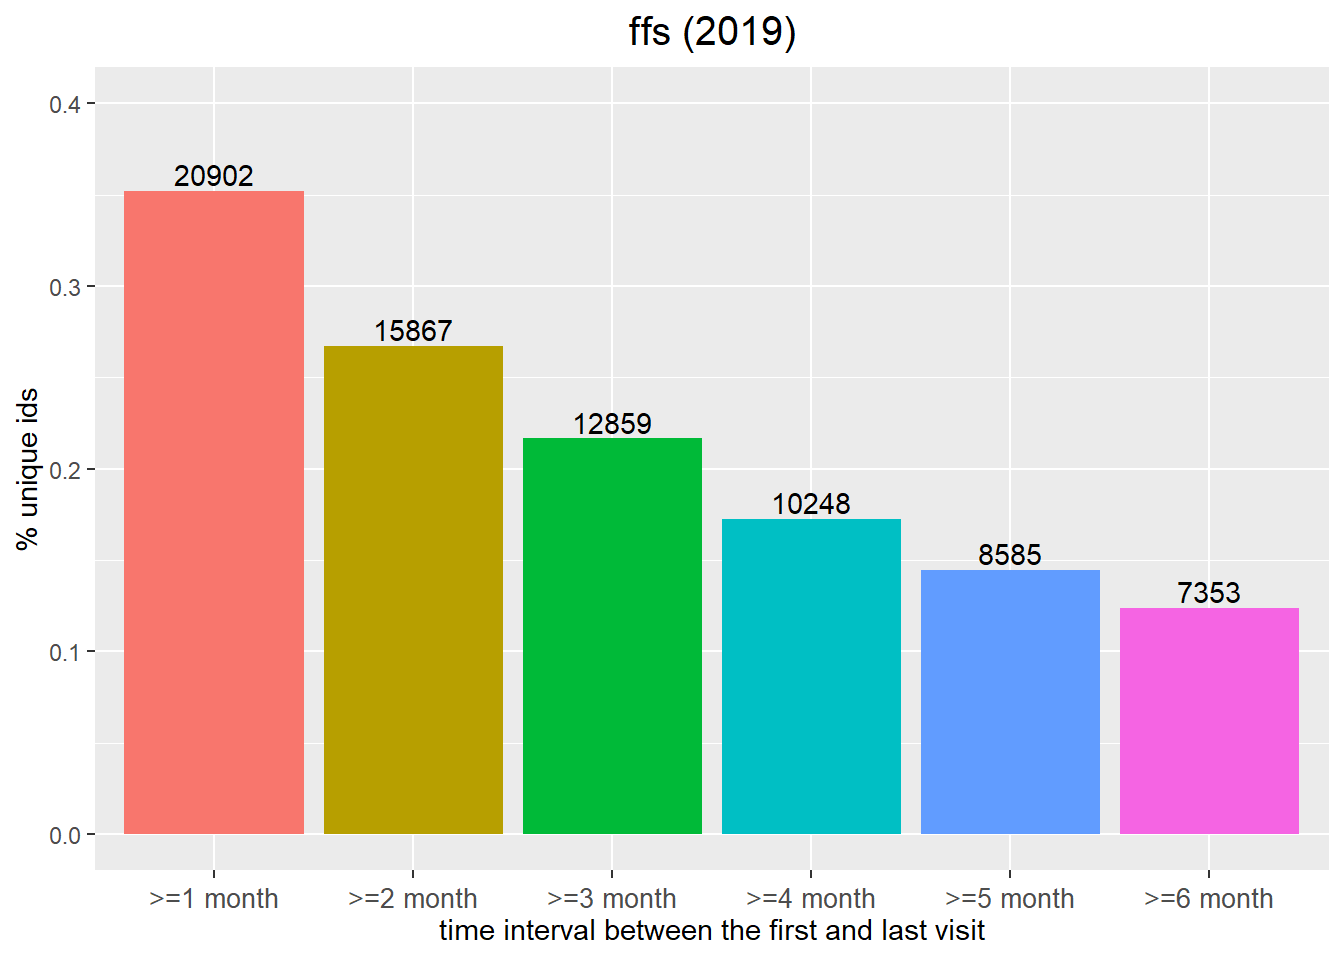 ffs (2019)
0.4
0.3
0.2
0.1
0.0
% unique ids
20902
15867
12859
10248
8585
7353
>=1 month
>=2 month
>=3 month
>=4 month
>=5 month
>=6 month
time interval between the first and last visit